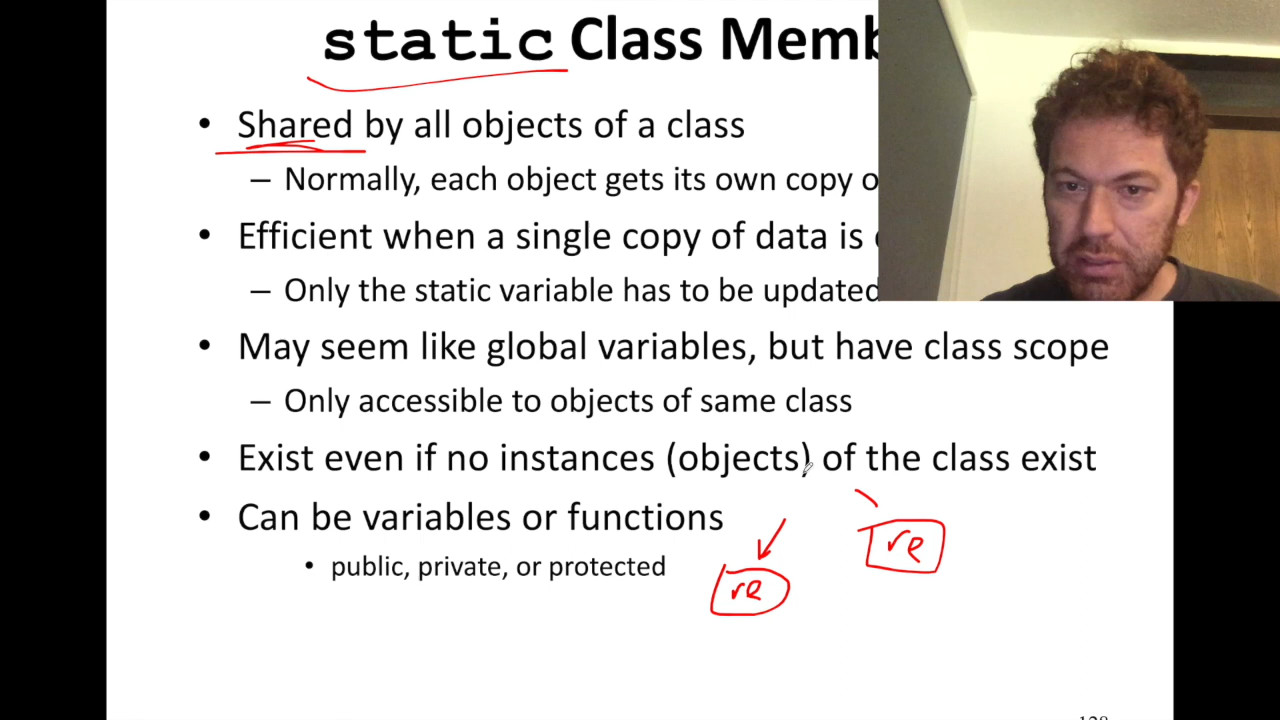 static Class Memb
• Shared by all objects of a class
– Normally, each object gets its own copy o
• Efficient when a single copy of data is
– Only the static variable has to be updated
• May seem like global variables, but have class scope
– Only accessible to objects of same class
• Exist even if no instances (objects) of the class exist
• Can be variables or functions
re
• public, private, or protected
re